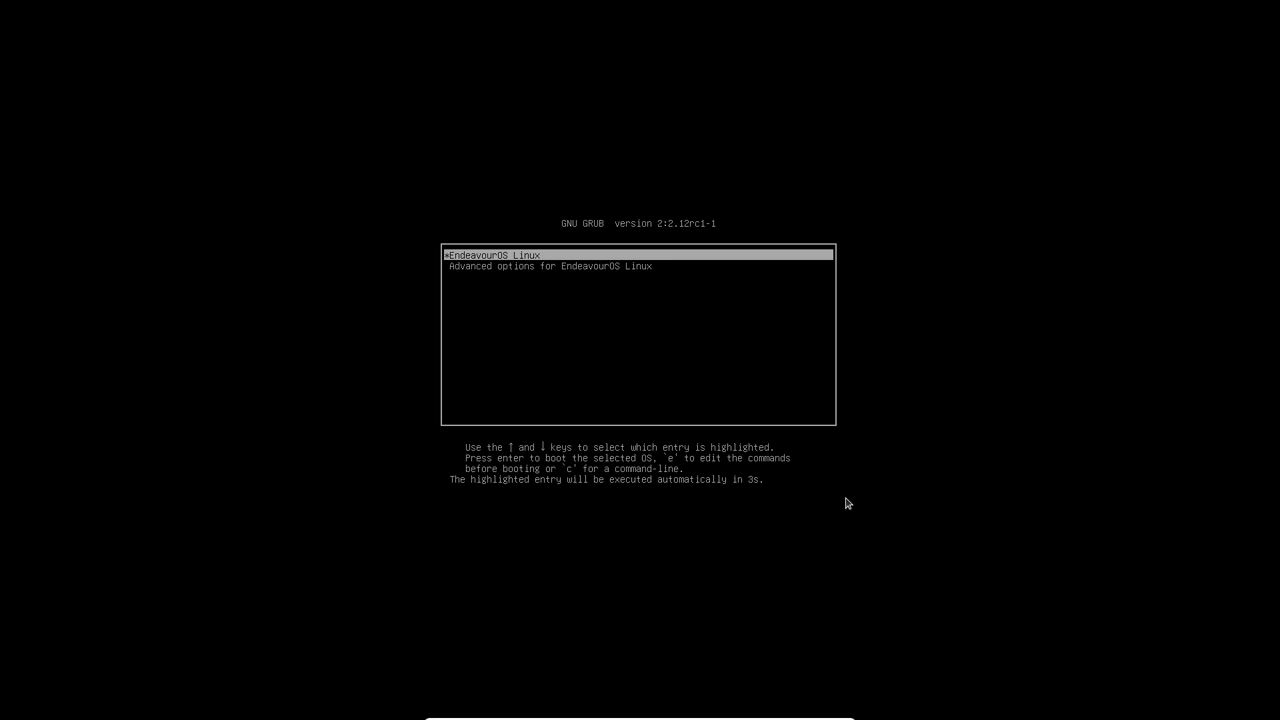 GNU GRUB  version 2:2.12rc1-1
*EndeavourOS Linux
Advanced options for EndeavourOS Linux
Use the ↑ and ↓ keys to select which entry is highlighted.
Press enter to boot the selected OS, `e' to edit the commands
before booting or `c' for a command-line.
The highlighted entry will be executed automatically in 3s.